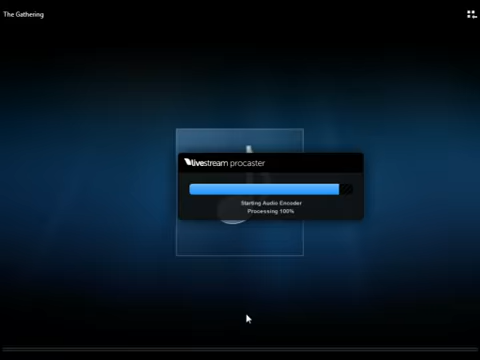 The Gathering
livestream procaster
Starting Audio Encoder
Processing 100%